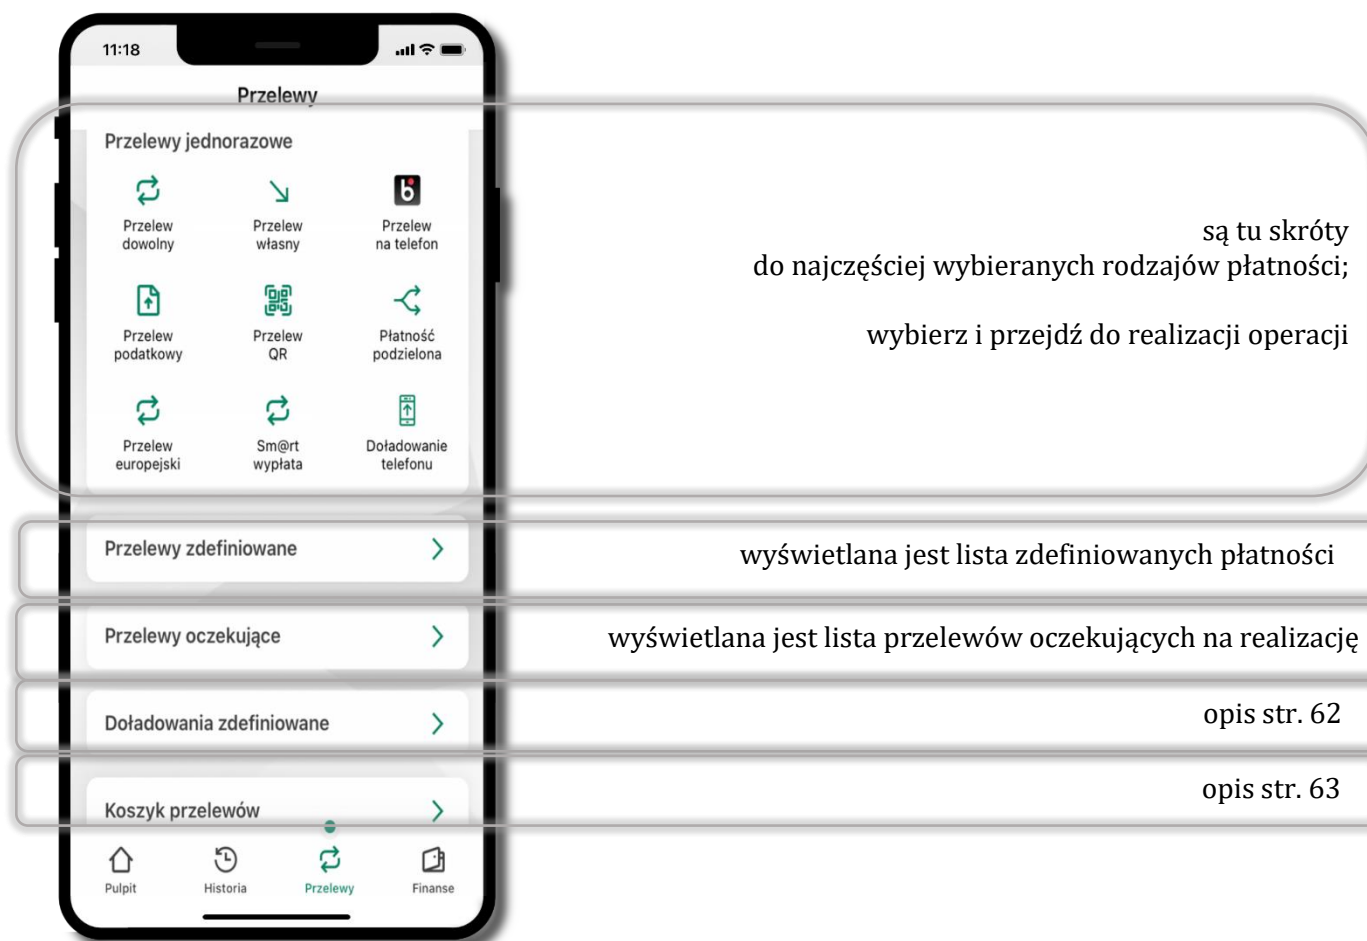 11:18
Przelewy
Przelewy jednorazowe
Przelew
dowolny
Przelew
własny
Przelew
na telefon
Przelew
podatkowy
Przelew
QR
Płatność
podzielona
Przelew
europejski
Sm@rt
wypłata
Doładowanie
telefonu
są tu skróty
do najczęściej wybieranych rodzajów płatności;
wybierz i przejdź do realizacji operacji
Przelewy zdefiniowane
wyświetlana jest lista zdefiniowanych płatności
Przelewy oczekujące
wyświetlana jest lista przelewów oczekujących na realizację
Doładowania zdefiniowane
opis str. 62
Koszyk przelewów
opis str. 63
Pulpit
Historia
Przelewy
Finanse